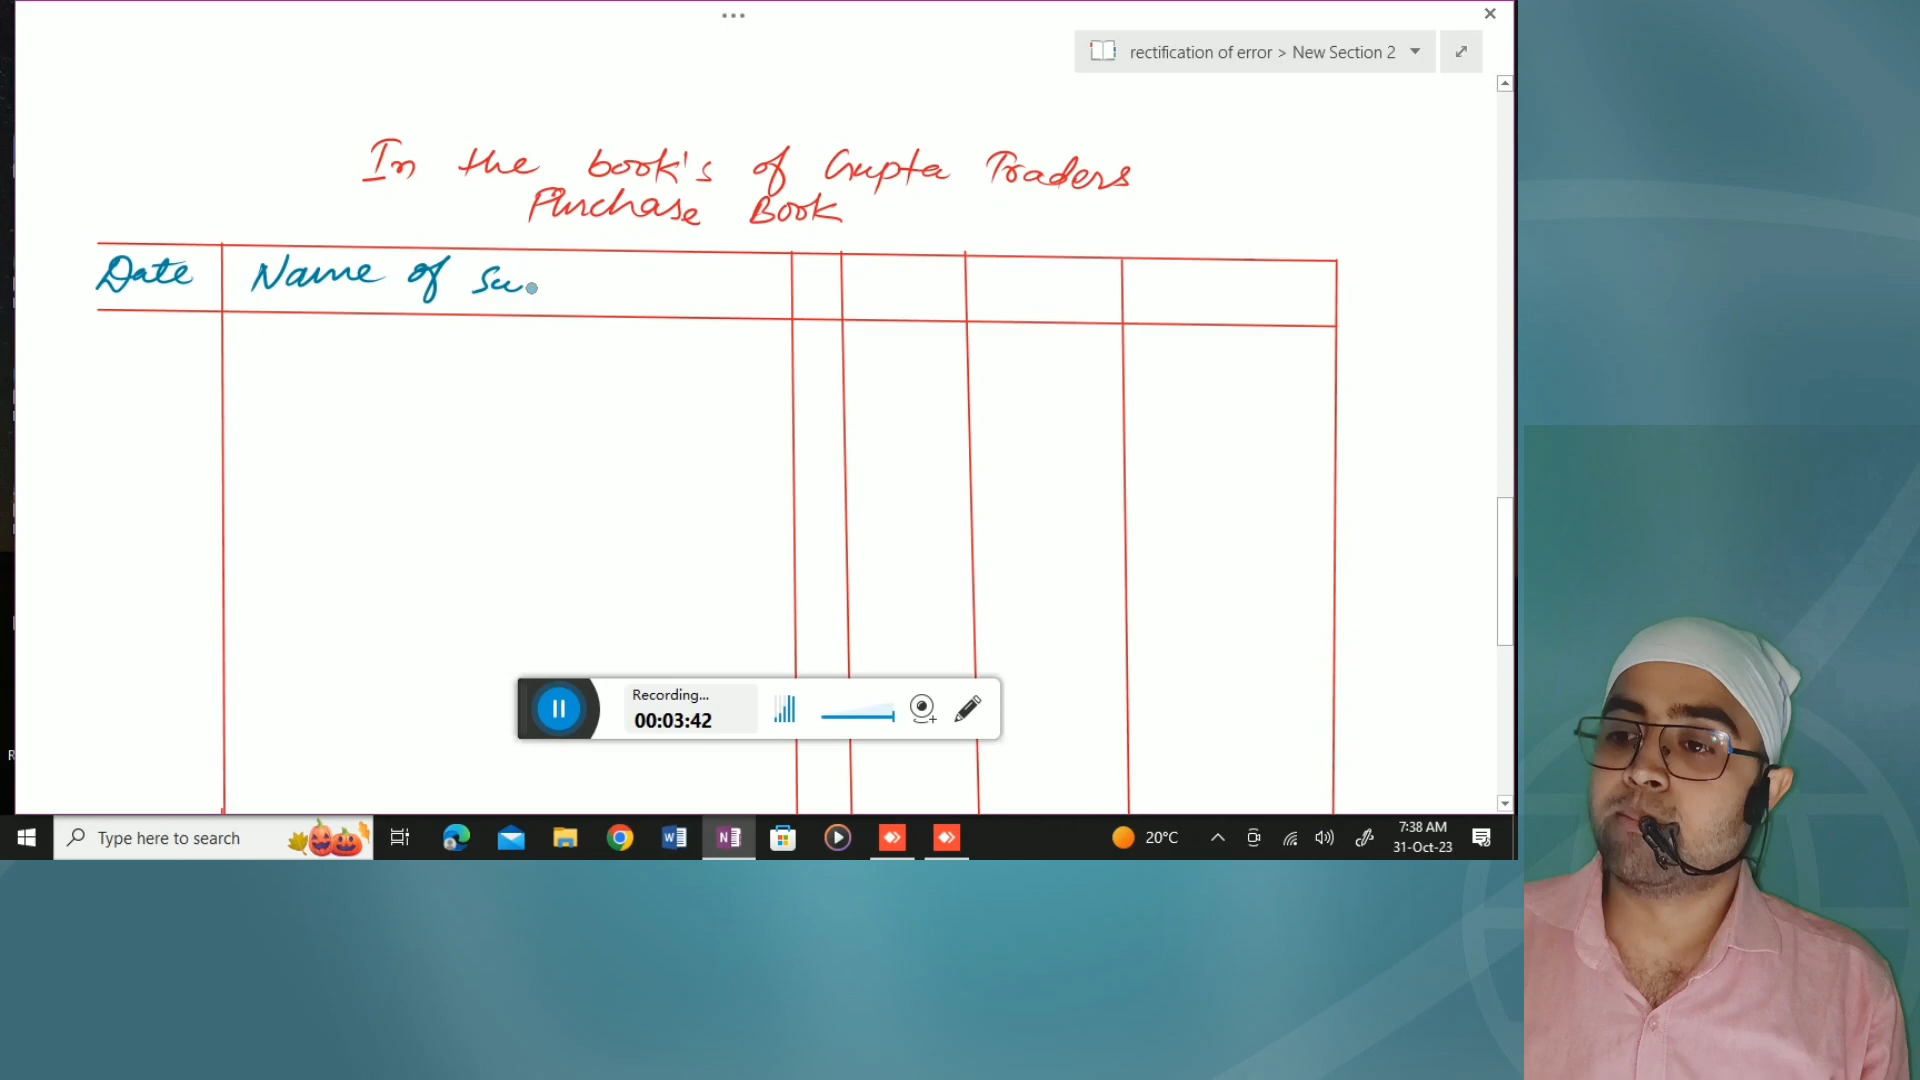 rectification of error > New Section 2
In the book's of Gupta Traders
Purchase Book
Date Name of Su
Recording...
00:03:42
R
Type here to search
20°C
7:38 AM
31-Oct-23